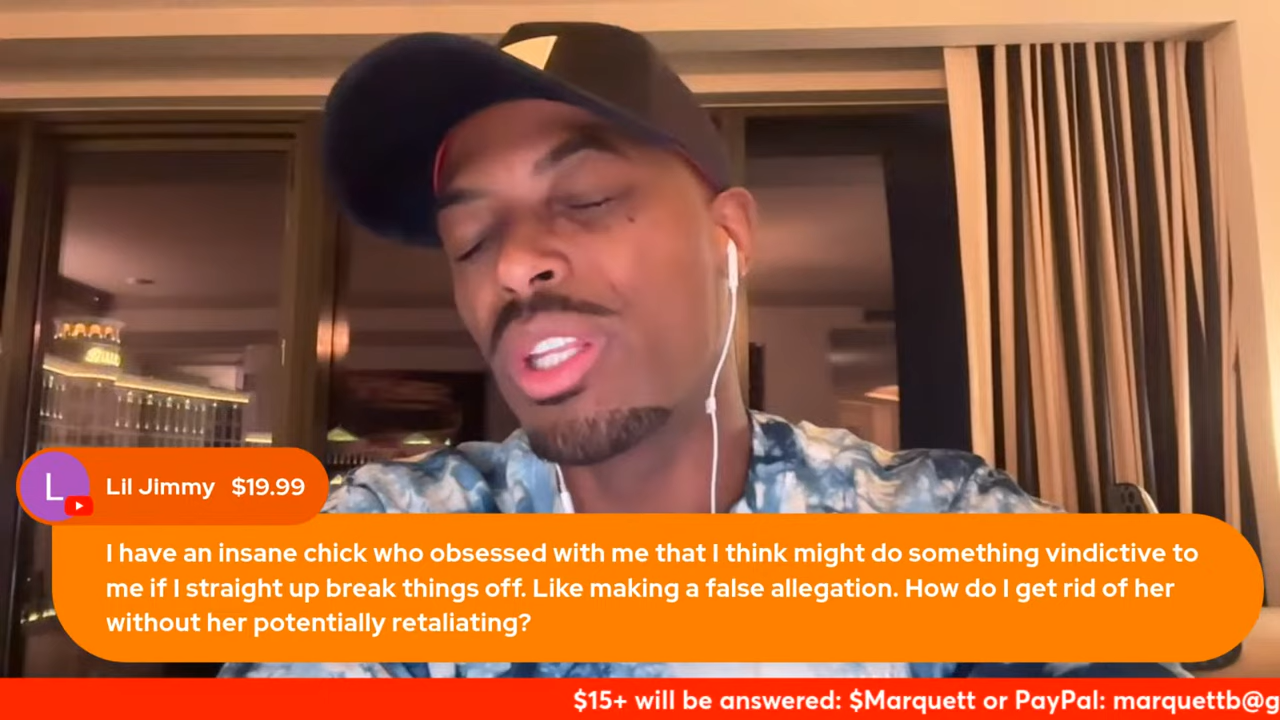 L
Lil Jimmy $19.99
I have an insane chick who obsessed with me that I think might do something vindictive to
me if I straight up break things off. Like making a false allegation. How do I get rid of her
without her potentially retaliating?
$15+ will be answered: $Marquett or PayPal: marquettb@g